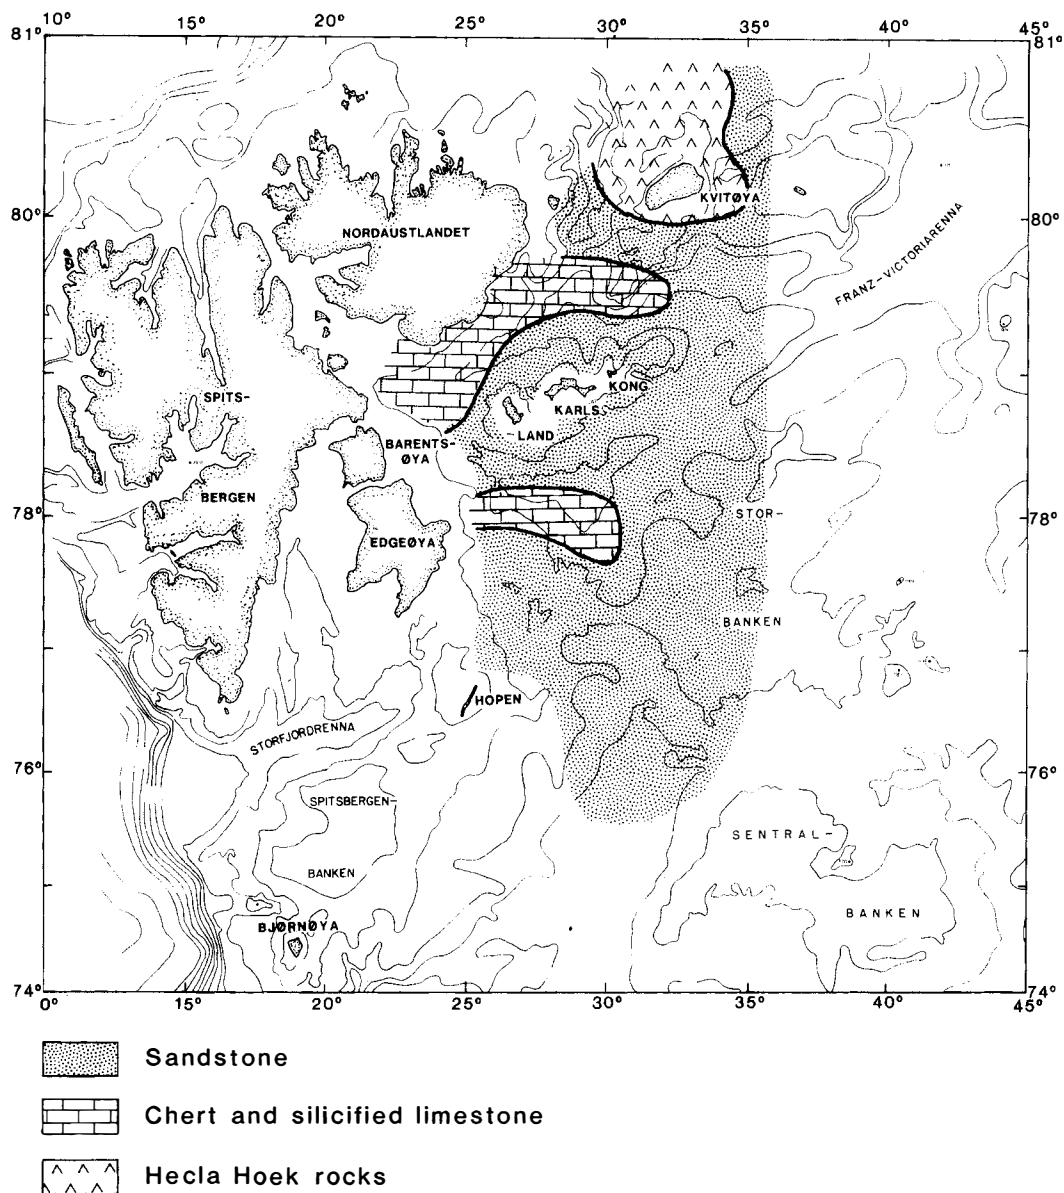 10° 15° 20° 25° 30° 35° 40° 45°
81° 81°
80° 80°
KVITØYA
NORDAUSTLANDET
FRANZ-VICTORIARENNA
KONG
SPITS-
KARLS
-LAND
BARENTS-
ØYA
BERGEN
78° 78°
STOR-
EDGEØYA
BANKEN
HOPEN
STORFJORDRENNA
76° 76°
SPITSBERGEN-
SENTRAL-
BANKEN
BANKEN
BJØRNØYA
74° 74°
0° 15° 20° 25° 30° 35° 40° 45°
Sandstone
Chert and silicified limestone
Hecla Hoek rocks